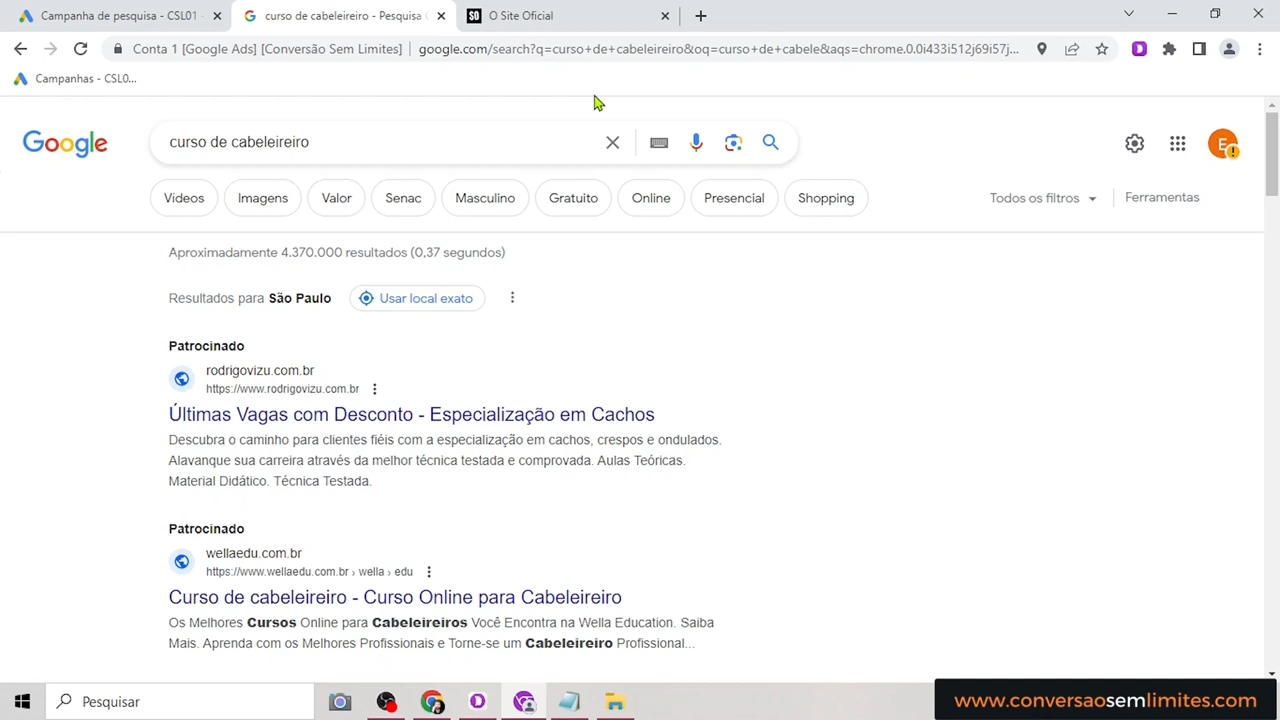 Campanha de pesquisa - CSL01
curso de cabeleireiro - Pesquisa
O Site Oficial
Conta 1 [Google Ads] [Conversão Sem Limites]
google.com/search?q=curso+de+cabeleireiro&oq=curso+de+cabele&aqs=chrome.0.0i433i512j69i57j...
Campanhas - CSL0...
Google
curso de cabeleireiro
Vídeos
Imagens
Valor
Senac
Masculino
Gratuito
Online
Presencial
Shopping
Todos os filtros
Ferramentas
E
Aproximadamente 4.370.000 resultados (0,37 segundos)
Resultados para São Paulo
Usar local exato
Patrocinado
rodrigovizu.com.br
https://www.rodrigovizu.com.br
Últimas Vagas com Desconto - Especialização em Cachos
Descubra o caminho para clientes fiéis com a especialização em cachos, crespos e ondulados.
Alavanque sua carreira através da melhor técnica testada e comprovada. Aulas Teóricas.
Material Didático. Técnica Testada.
Patrocinado
wellaedu.com.br
https://www.wellaedu.com.br › wella › edu
Curso de cabeleireiro - Curso Online para Cabeleireiro
Os Melhores Cursos Online para Cabeleireiros Você Encontra na Wella Education. Saiba
Mais. Aprenda com os Melhores Profissionais e Torne-se um Cabeleireiro Profissional...
Pesquisar
www.conversaosemlimites.com